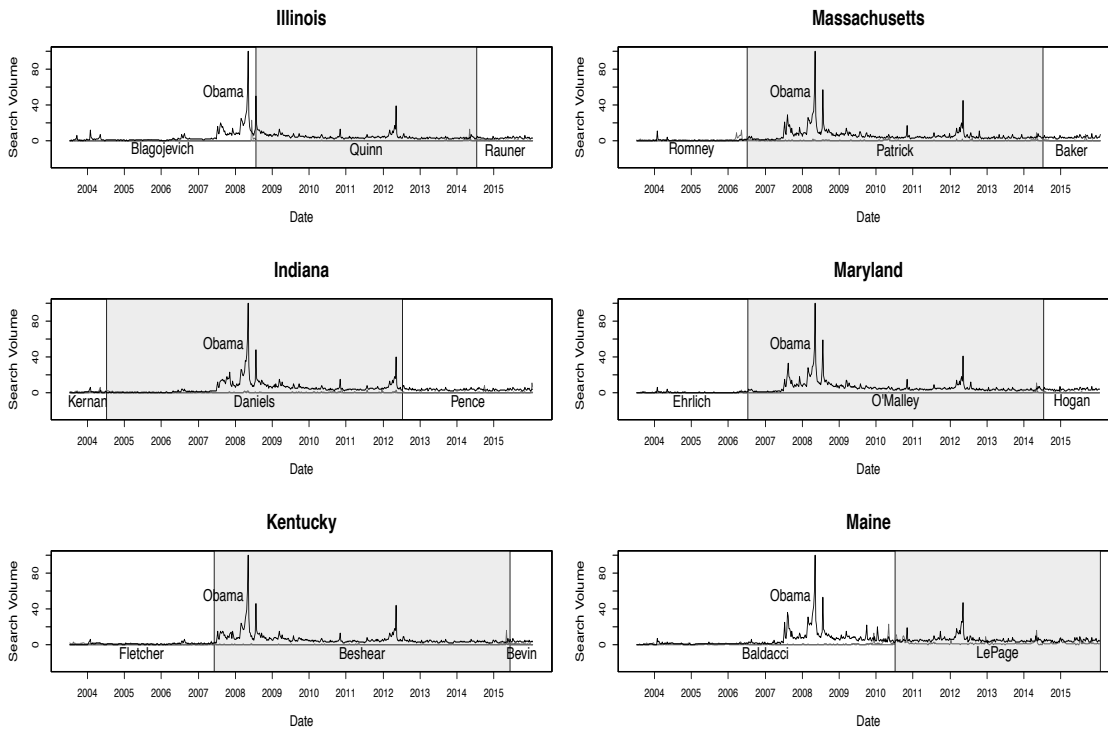 Illinois
Search Volume
0 40 80
Obama
Blagojevich Quinn Rauner
2004 2005 2006 2007 2008 2009 2010 2011 2012 2013 2014 2015
Date
Massachusetts
Search Volume
0 40 80
Obama
Romney Patrick Baker
2004 2005 2006 2007 2008 2009 2010 2011 2012 2013 2014 2015
Date
Indiana
Search Volume
0 40 80
Obama
Kernan Daniels Pence
2004 2005 2006 2007 2008 2009 2010 2011 2012 2013 2014 2015
Date
Maryland
Search Volume
0 40 80
Obama
Ehrlich O'Malley Hogan
2004 2005 2006 2007 2008 2009 2010 2011 2012 2013 2014 2015
Date
Kentucky
Search Volume
0 40 80
Obama
Fletcher Beshear Bevin
2004 2005 2006 2007 2008 2009 2010 2011 2012 2013 2014 2015
Date
Maine
Search Volume
0 40 80
Obama
Baldacci LePage
2004 2005 2006 2007 2008 2009 2010 2011 2012 2013 2014 2015
Date